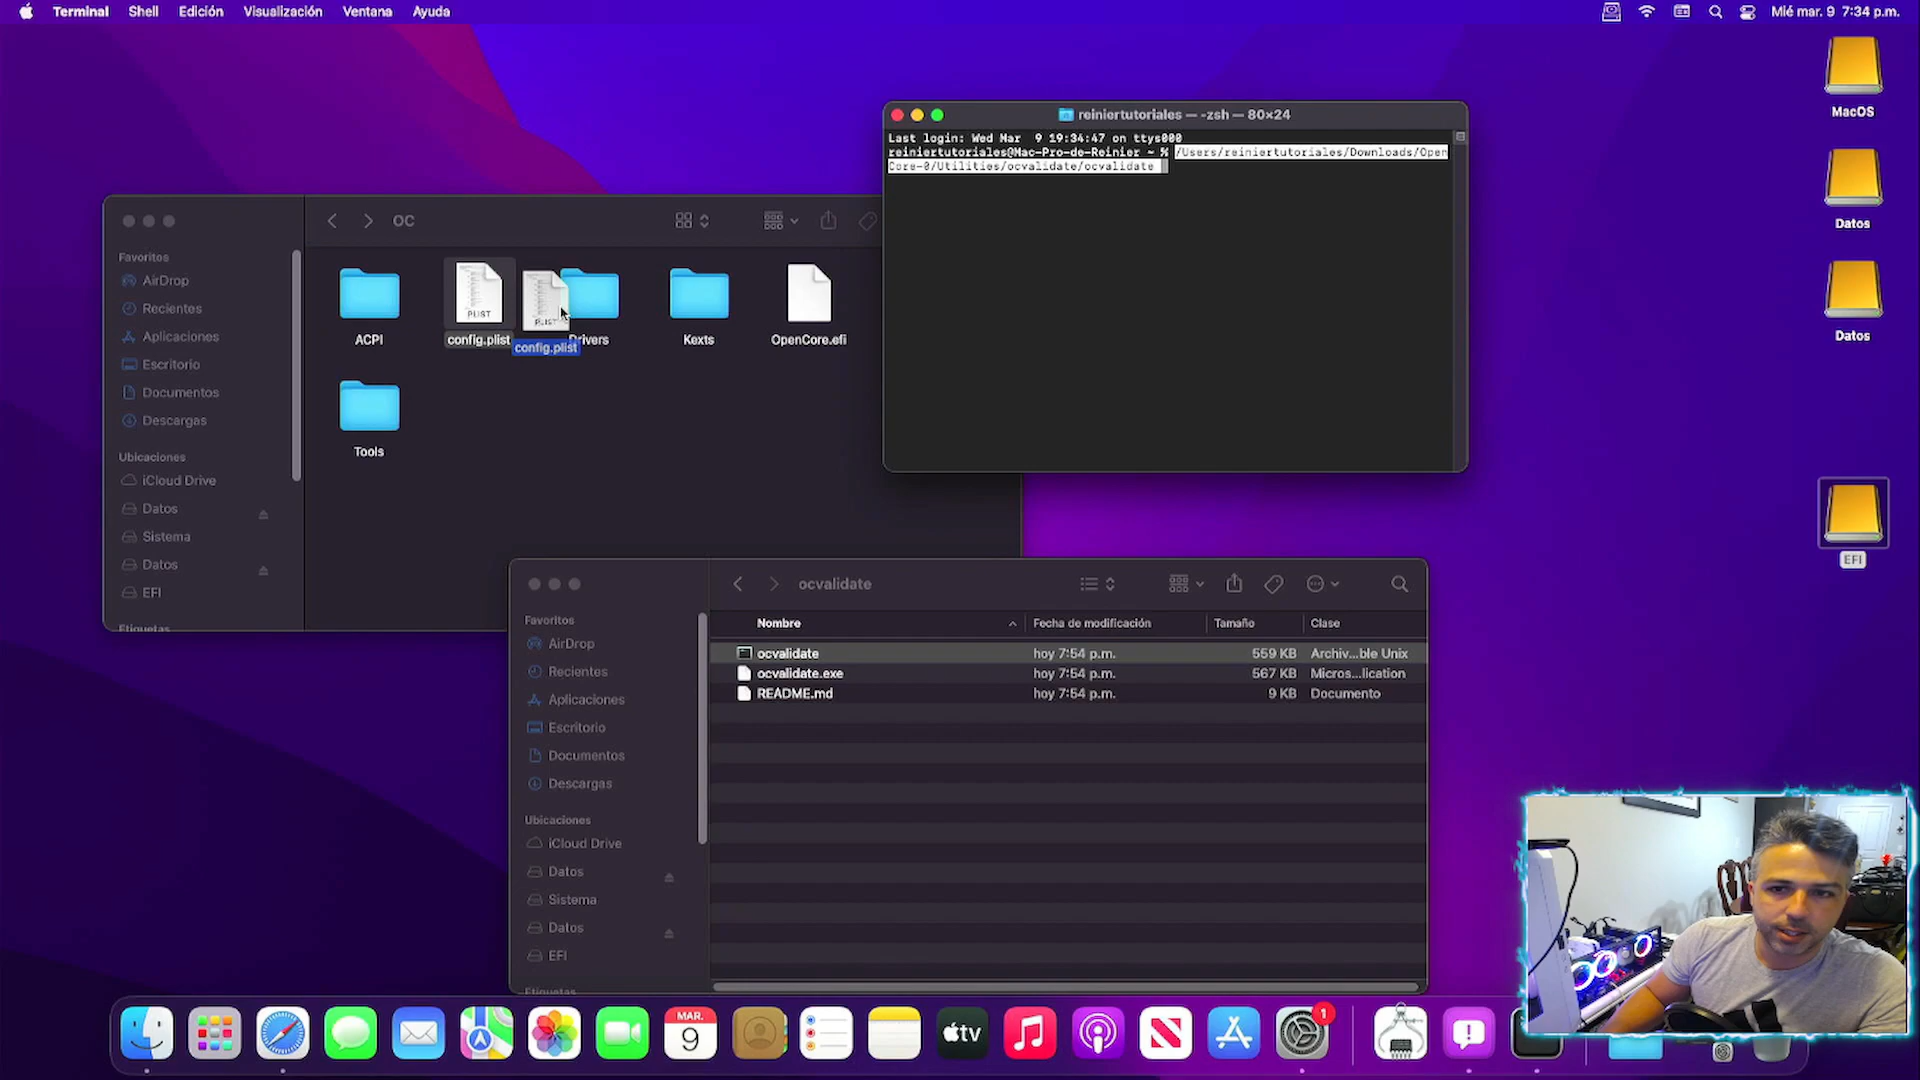 Terminal Shell Edición Visualización Ventana Ayuda
Mié mar. 9 7:34 p.m.
MacOS
Datos
Datos
EFI
reiniertutoriales — -zsh — 80×24
Last login: Wed Mar  9 19:34:47 on ttys000
reiniertutoriales@Mac-Pro-de-Reinier ~ % /Users/reiniertutoriales/Downloads/Open
Core-0/Utilities/ocvalidate/ocvalidate
OC
Favoritos
AirDrop
Recientes
Aplicaciones
Escritorio
Documentos
Descargas
Ubicaciones
iCloud Drive
Datos
Sistema
Datos
EFI
Etiquetas
PLIST
PLIST
ACPI
config.plist
config.plist
Drivers
Kexts
OpenCore.efi
Tools
ocvalidate
Favoritos
AirDrop
Recientes
Aplicaciones
Escritorio
Documentos
Descargas
Ubicaciones
iCloud Drive
Datos
Sistema
Datos
EFI
Etiquetas
Nombre Fecha de modificación Tamaño Clase
ocvalidate hoy 7:54 p.m. 559 KB Archiv...ble Unix
ocvalidate.exe hoy 7:54 p.m. 567 KB Micros...lication
README.md hoy 7:54 p.m. 9 KB Documento
MAR.
9
tv
1